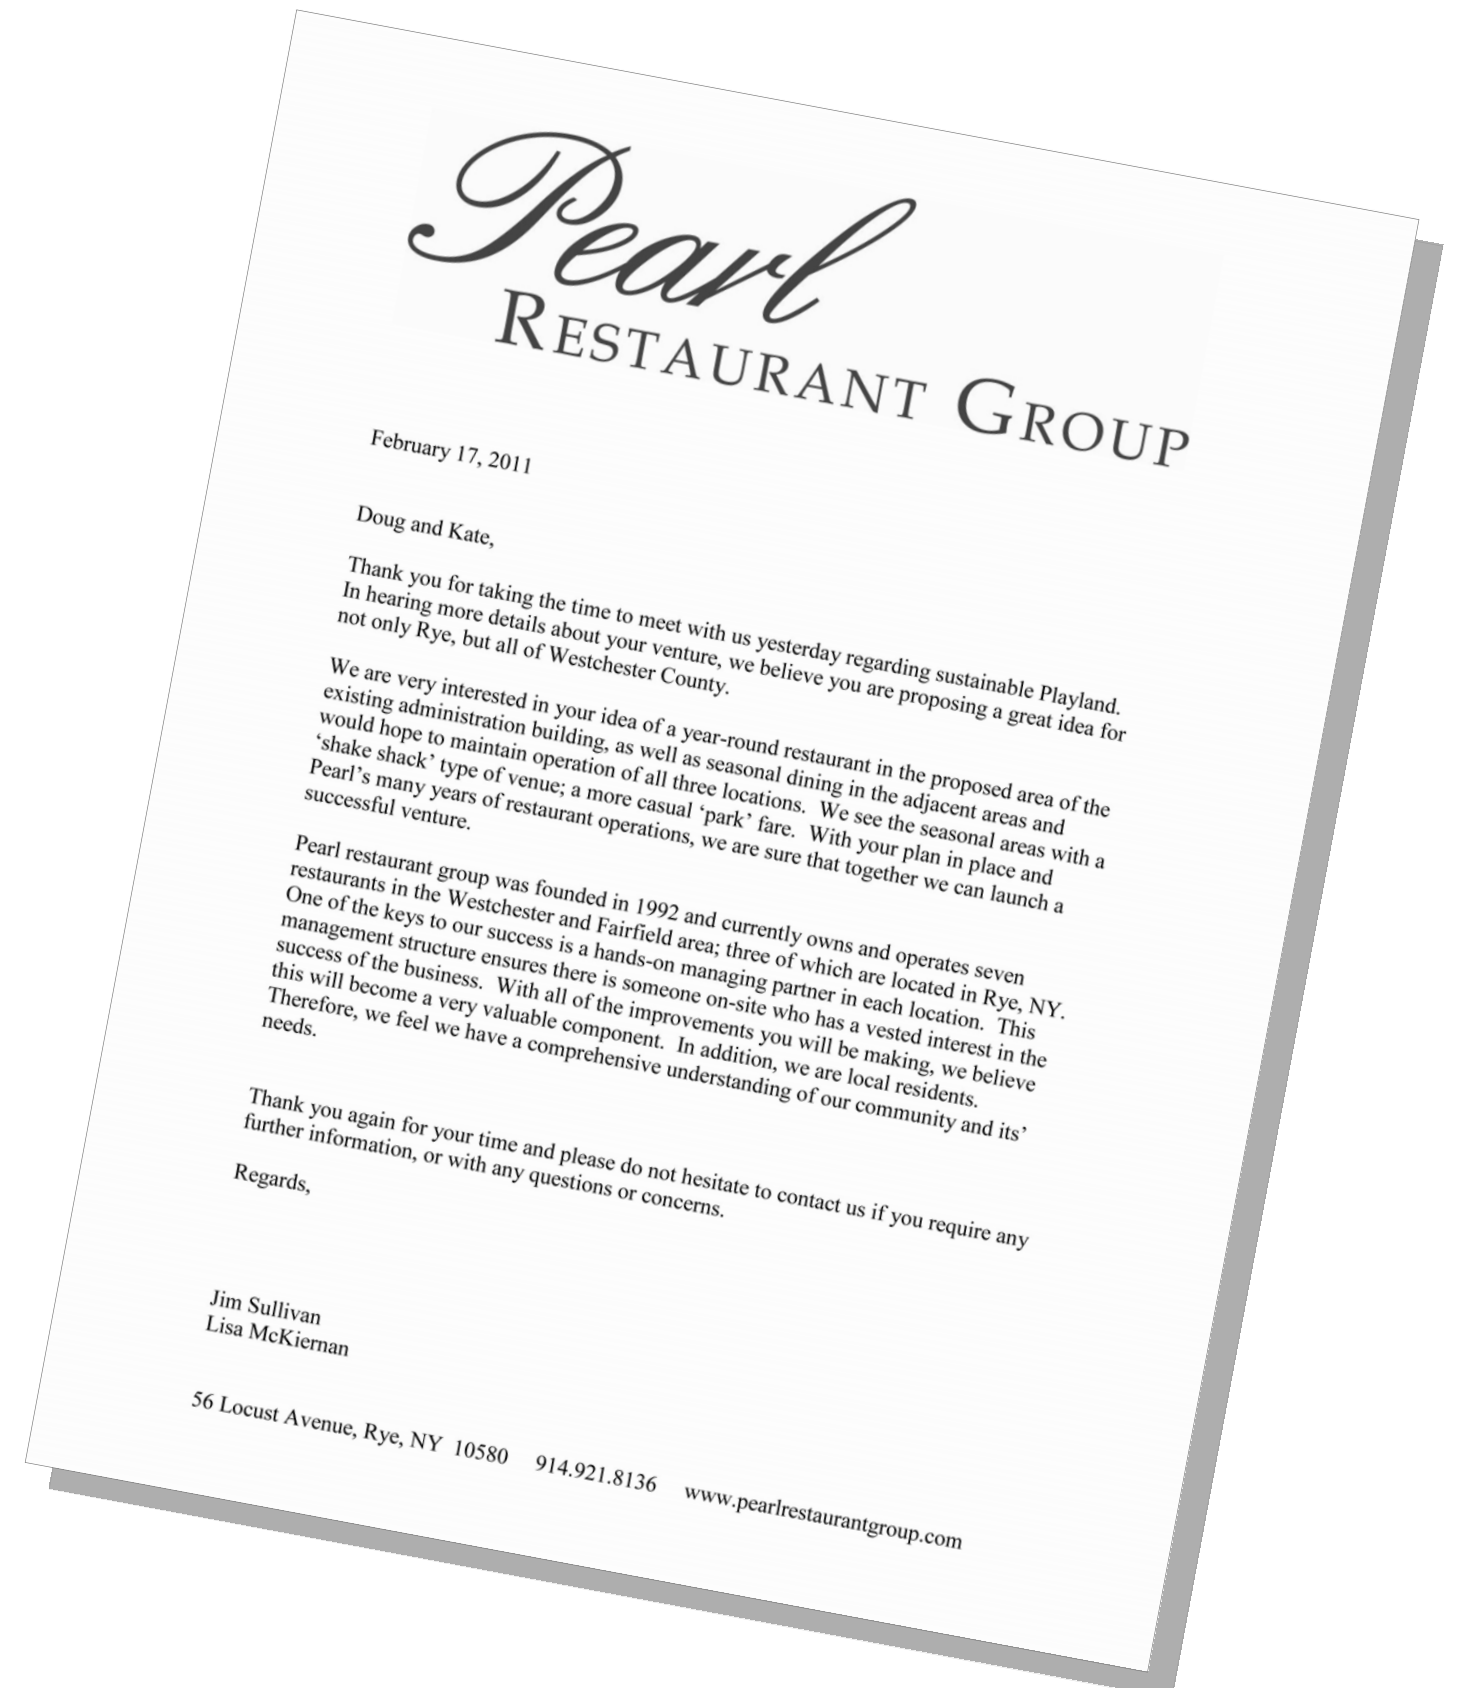 Pearl
RESTAURANT GROUP
February 17, 2011
Doug and Kate,
Thank you for taking the time to meet with us yesterday regarding sustainable Playland.
In hearing more details about your venture, we believe you are proposing a great idea for
not only Rye, but all of Westchester County.
We are very interested in your idea of a year-round restaurant in the proposed area of the
existing administration building, as well as seasonal dining in the adjacent areas and
would hope to maintain operation of all three locations.  We see the seasonal areas with a
‘shake shack’ type of venue; a more casual ‘park’ fare.  With your plan in place and
Pearl’s many years of restaurant operations, we are sure that together we can launch a
successful venture.
Pearl restaurant group was founded in 1992 and currently owns and operates seven
restaurants in the Westchester and Fairfield area; three of which are located in Rye, NY.
One of the keys to our success is a hands-on managing partner in each location.  This
management structure ensures there is someone on-site who has a vested interest in the
success of the business.  With all of the improvements you will be making, we believe
this will become a very valuable component.  In addition, we are local residents.
Therefore, we feel we have a comprehensive understanding of our community and its’
needs.
Thank you again for your time and please do not hesitate to contact us if you require any
further information, or with any questions or concerns.
Regards,
Jim Sullivan
Lisa McKiernan
56 Locust Avenue, Rye, NY  10580    914.921.8136    www.pearlrestaurantgroup.com